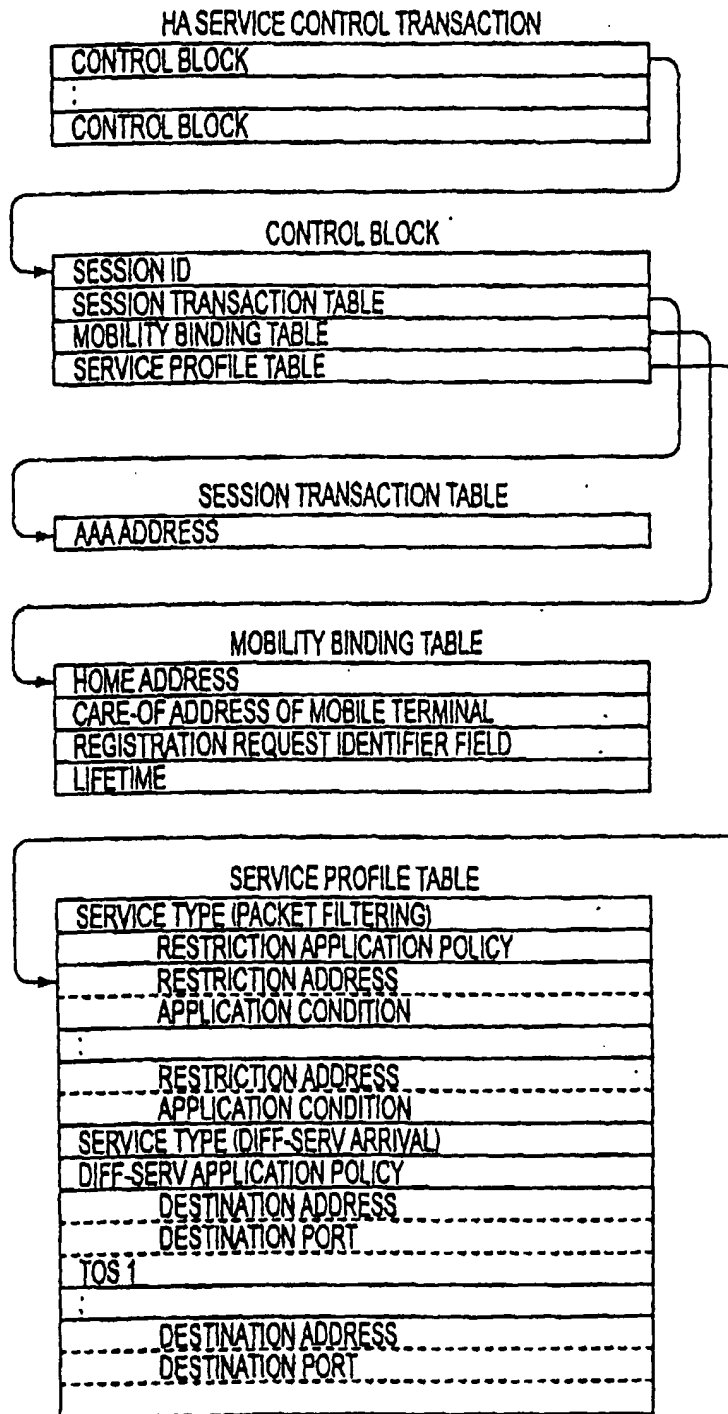 HA SERVICE CONTROL TRANSACTION
CONTROL BLOCK
:
CONTROL BLOCK
CONTROL BLOCK
SESSION ID
SESSION TRANSACTION TABLE
MOBILITY BINDING TABLE
SERVICE PROFILE TABLE
SESSION TRANSACTION TABLE
AAA ADDRESS
MOBILITY BINDING TABLE
HOME ADDRESS
CARE-OF ADDRESS OF MOBILE TERMINAL
REGISTRATION REQUEST IDENTIFIER FIELD
LIFETIME
SERVICE PROFILE TABLE
SERVICE TYPE (PACKET FILTERING)
RESTRICTION APPLICATION POLICY
RESTRICTION ADDRESS
APPLICATION CONDITION
:
RESTRICTION ADDRESS
APPLICATION CONDITION
SERVICE TYPE (DIFF-SERV ARRIVAL)
DIFF-SERV APPLICATION POLICY
DESTINATION ADDRESS
DESTINATION PORT
TOS 1
:
DESTINATION ADDRESS
DESTINATION PORT